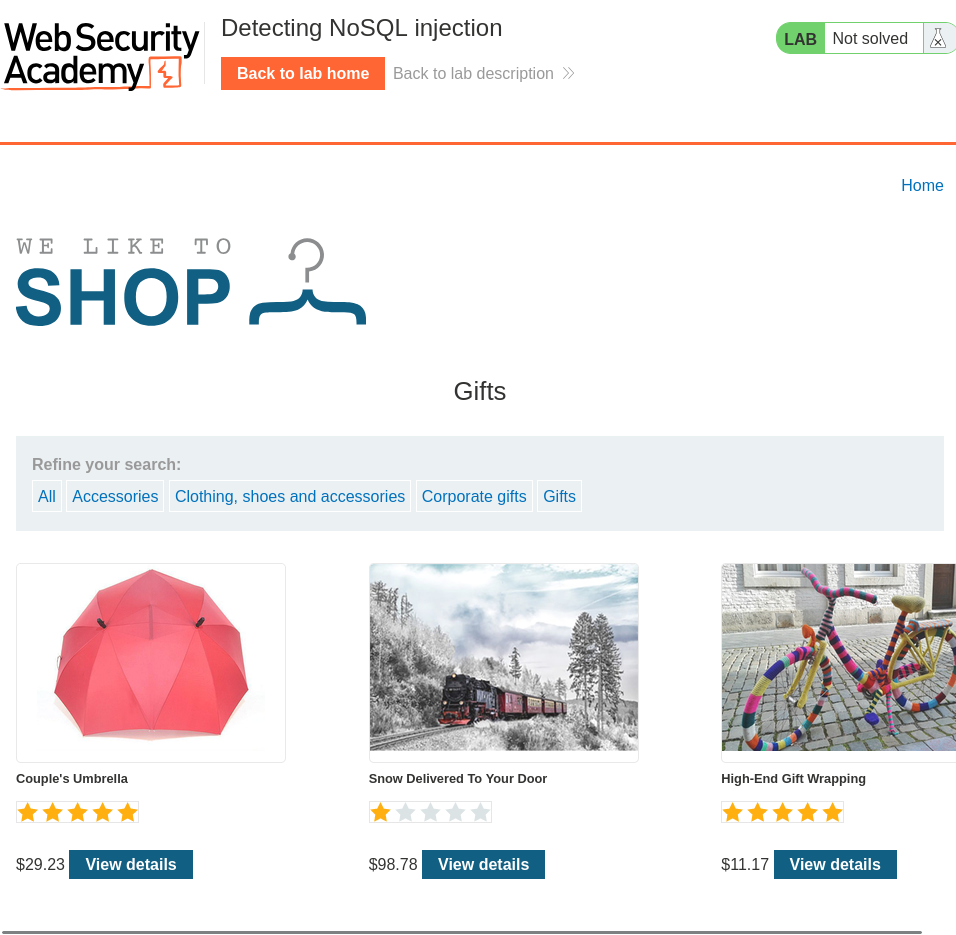 Web Security
Academy
Detecting NoSQL injection
Back to lab home
Back to lab description
LAB
Not solved
Home
WE LIKE TO
SHOP
Gifts
Refine your search:
All
Accessories
Clothing, shoes and accessories
Corporate gifts
Gifts
Couple's Umbrella
Snow Delivered To Your Door
High-End Gift Wrapping
$29.23
View details
$98.78
View details
$11.17
View details